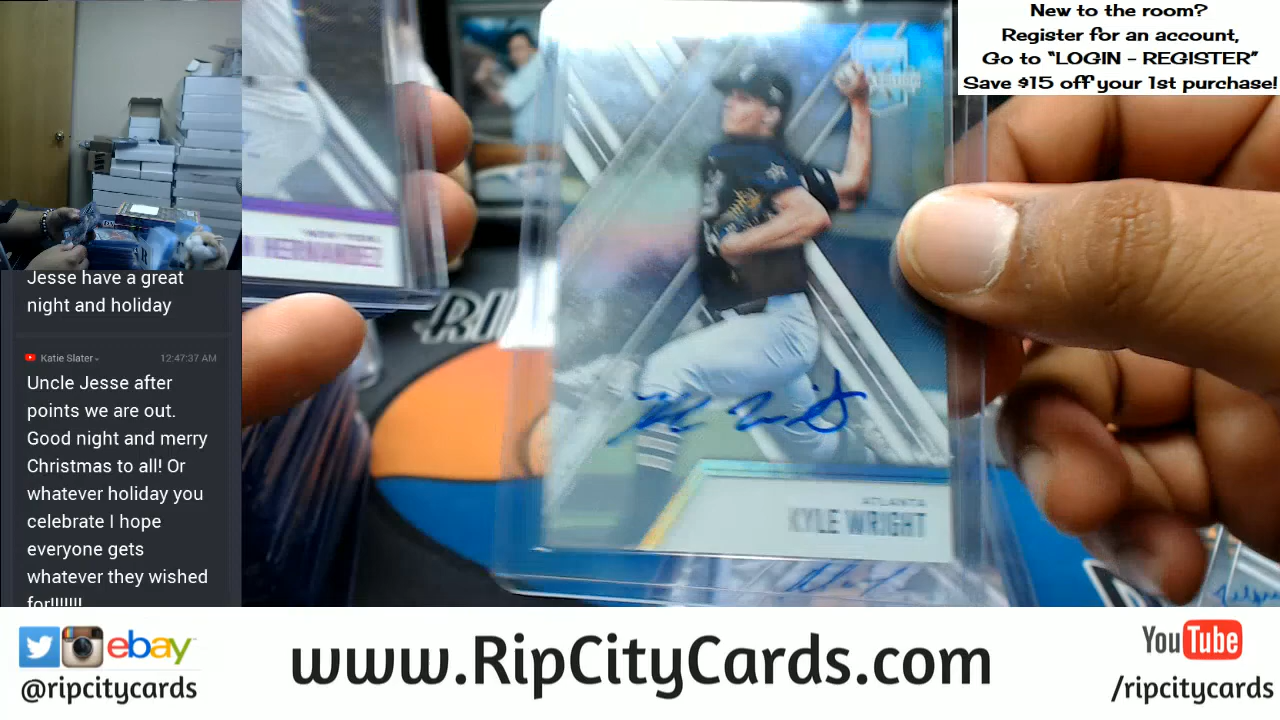 New to the room?
Register for an account,
Go to “LOGIN - REGISTER”
Save $15 off your 1st purchase!
Jesse have a great
night and holiday
Katie Slater
12:47:37 AM
Uncle Jesse after
points we are out.
Good night and merry
Christmas to all! Or
whatever holiday you
celebrate I hope
everyone gets
whatever they wished
for!!!!!!!
NEW YORK
HERNANDEZ
ATLANTA
KYLE WRIGHT
ebay
@ripcitycards
www.RipCityCards.com
YouTube
/ripcitycards